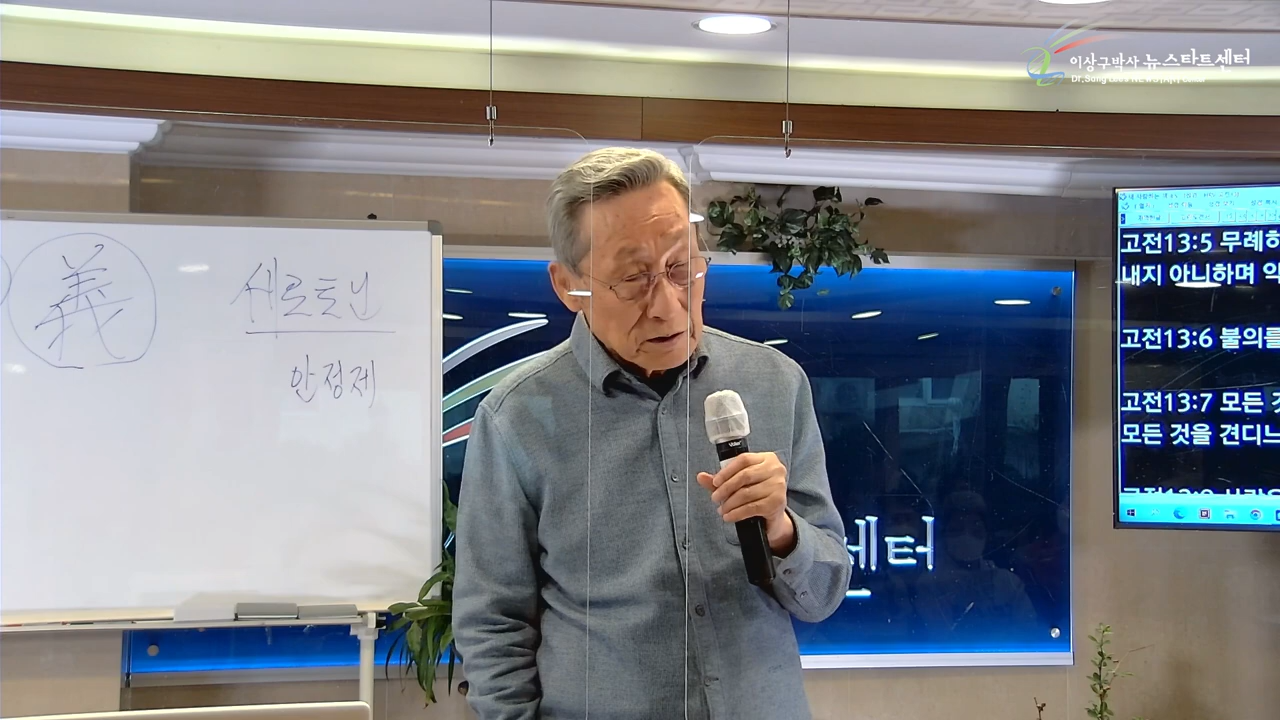 이상구박사 뉴스타트센터
義
세로토닌
안정제
고전13:5 무례히
내지 아니하며 악
고전13:6 불의를
고전13:7 모든 것
모든 것을 견디느
센터